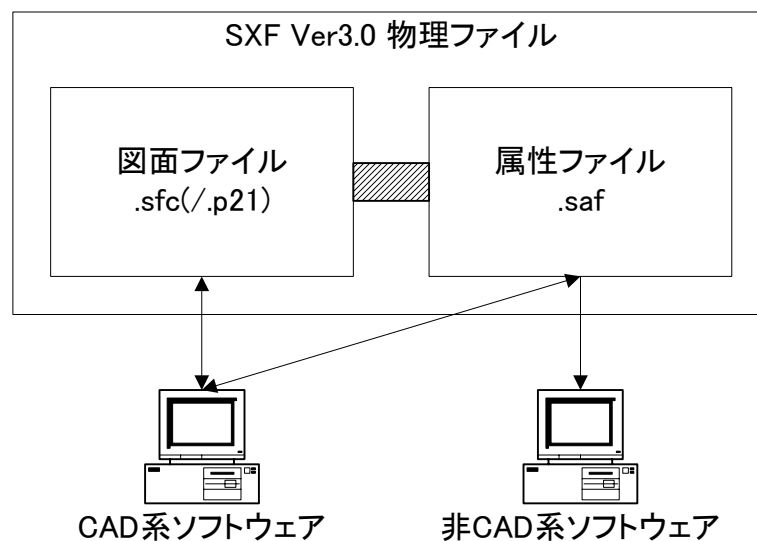 SXF Ver3.0 物理ファイル
図面ファイル
.sfc(/.p21)
属性ファイル
.saf
CAD系ソフトウェア
非CAD系ソフトウェア